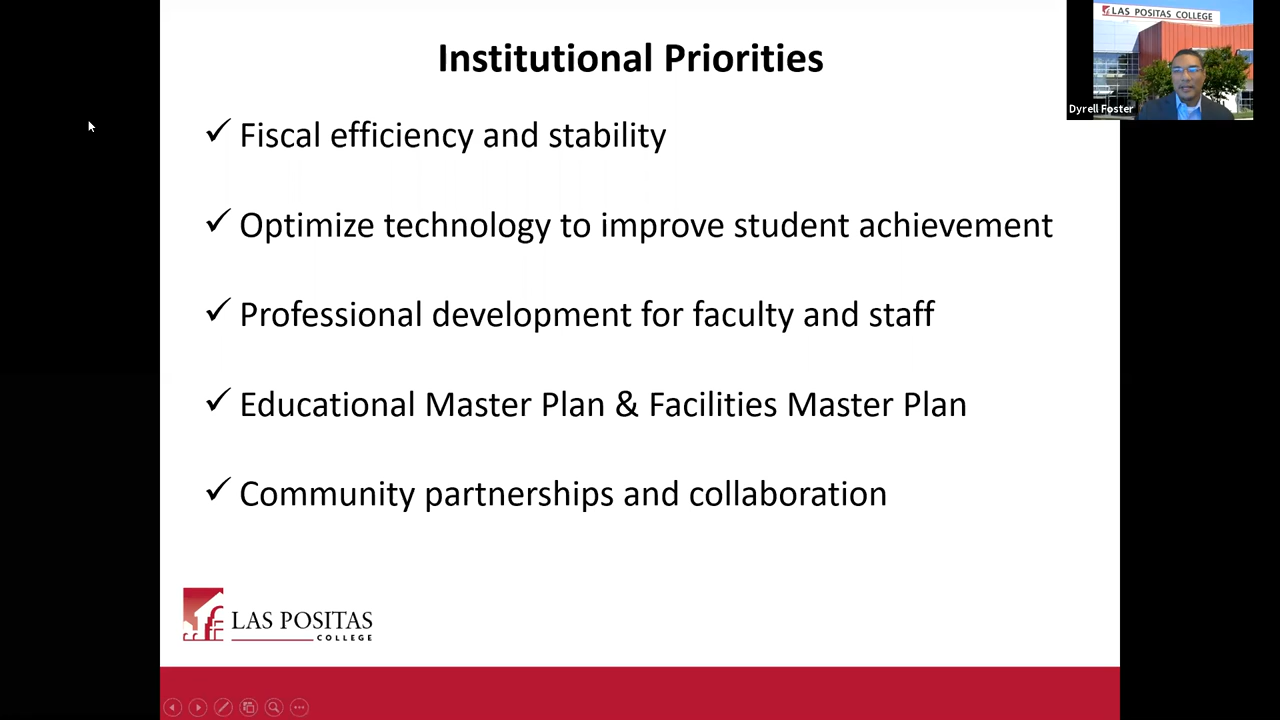 Institutional Priorities
LAS POSITAS COLLEGE
Dyrell Foster
✓ Fiscal efficiency and stability
✓ Optimize technology to improve student achievement
✓ Professional development for faculty and staff
✓ Educational Master Plan & Facilities Master Plan
✓ Community partnerships and collaboration
LAS POSITAS
COLLEGE